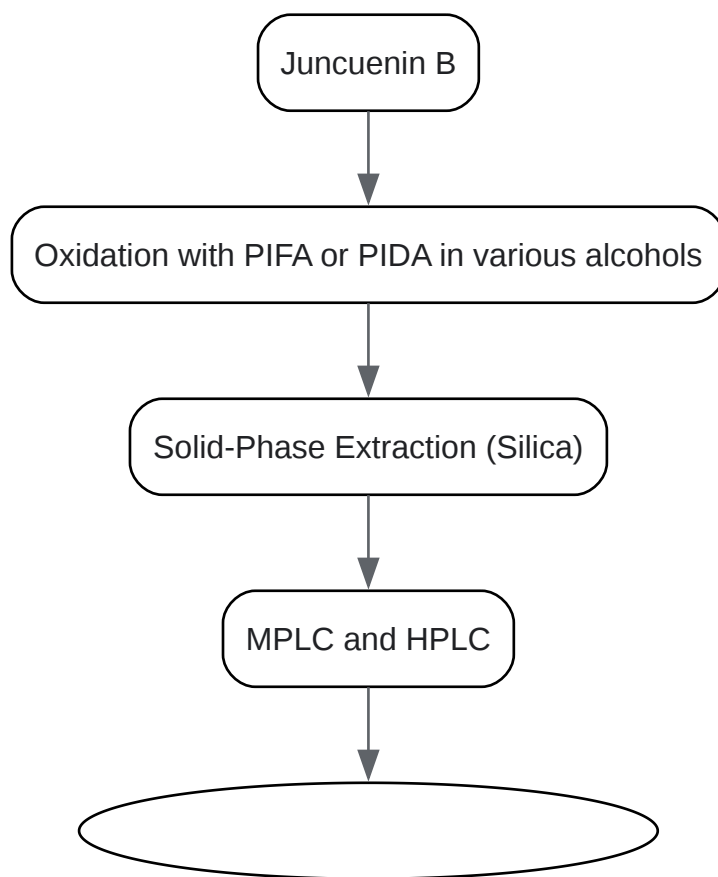 Juncuenin B
Oxidation with PIFA or PIDA in various alcohols
Solid-Phase Extraction (Silica)
MPLC and HPLC